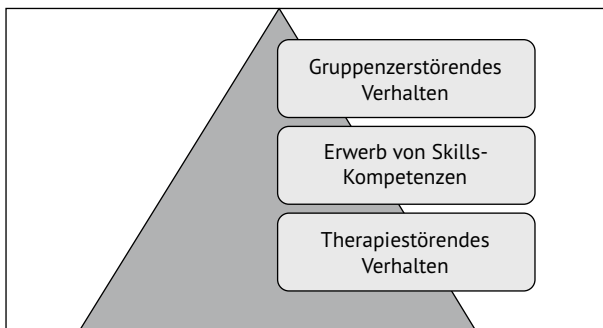 Gruppenzerstörendes
Verhalten
Erwerb von Skills-
Kompetenzen
Therapiestörendes
Verhalten